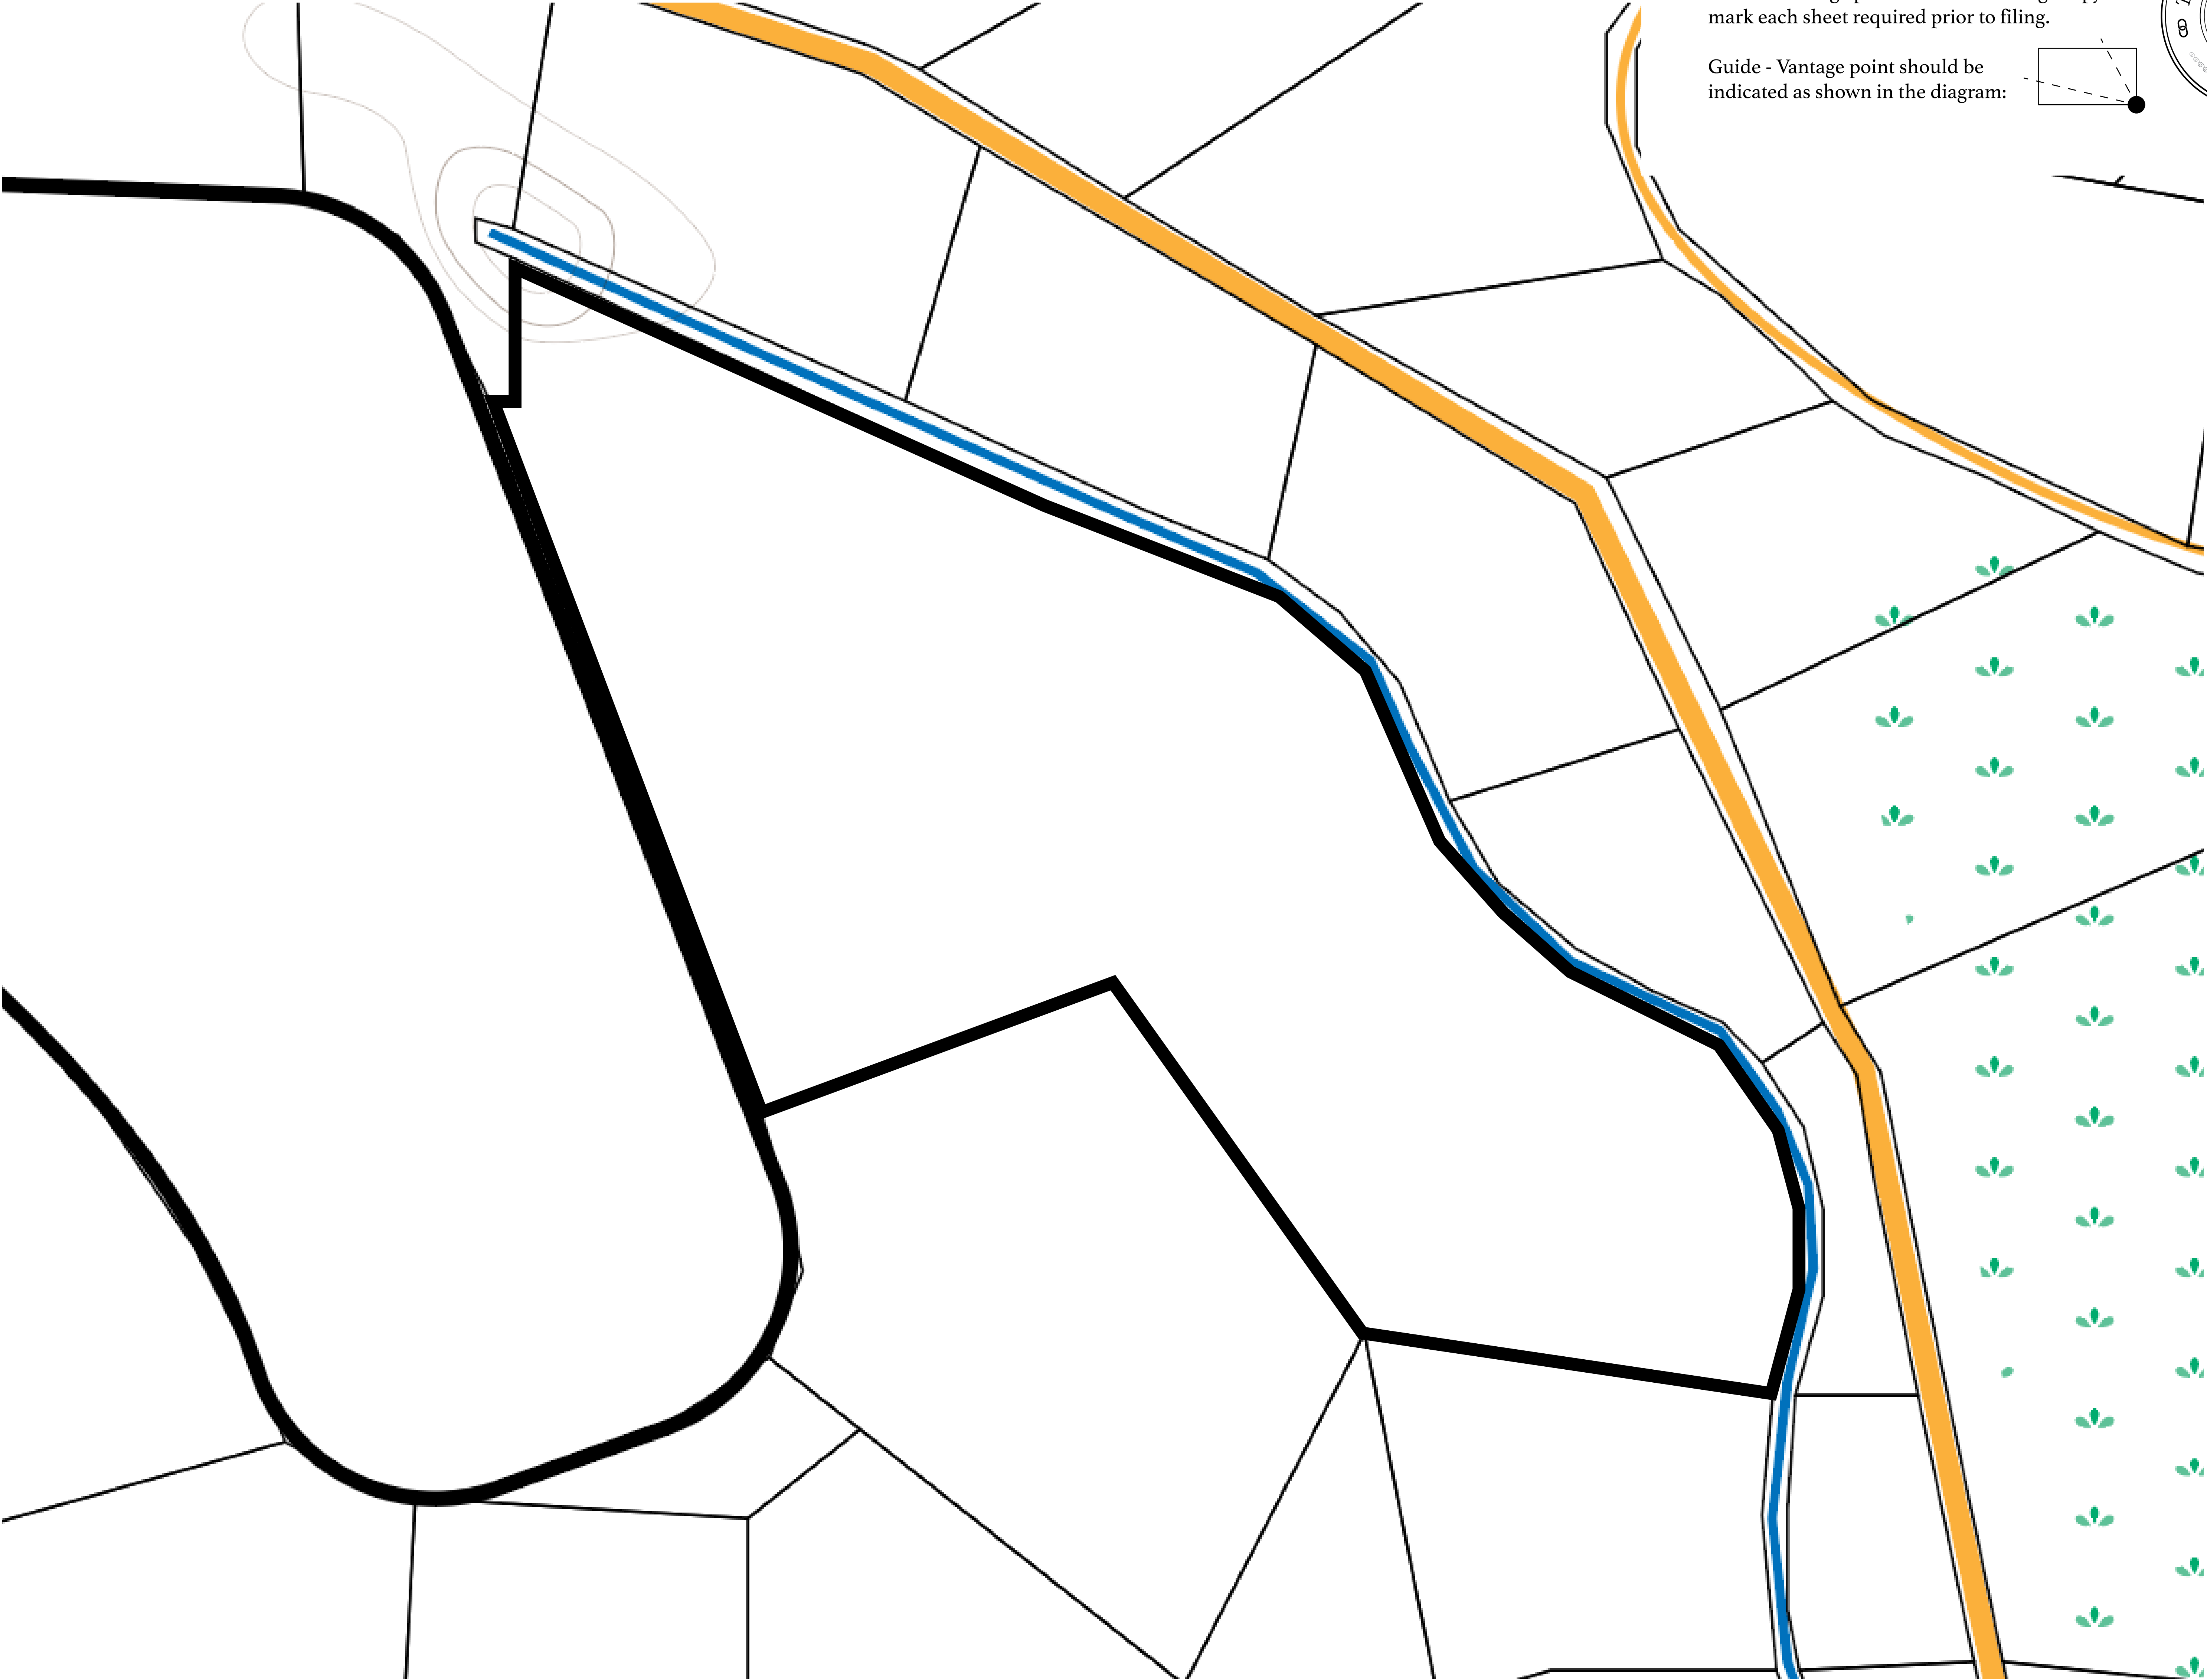 mark each sheet required prior to filing.
Guide - Vantage point should be
indicated as shown in the diagram: